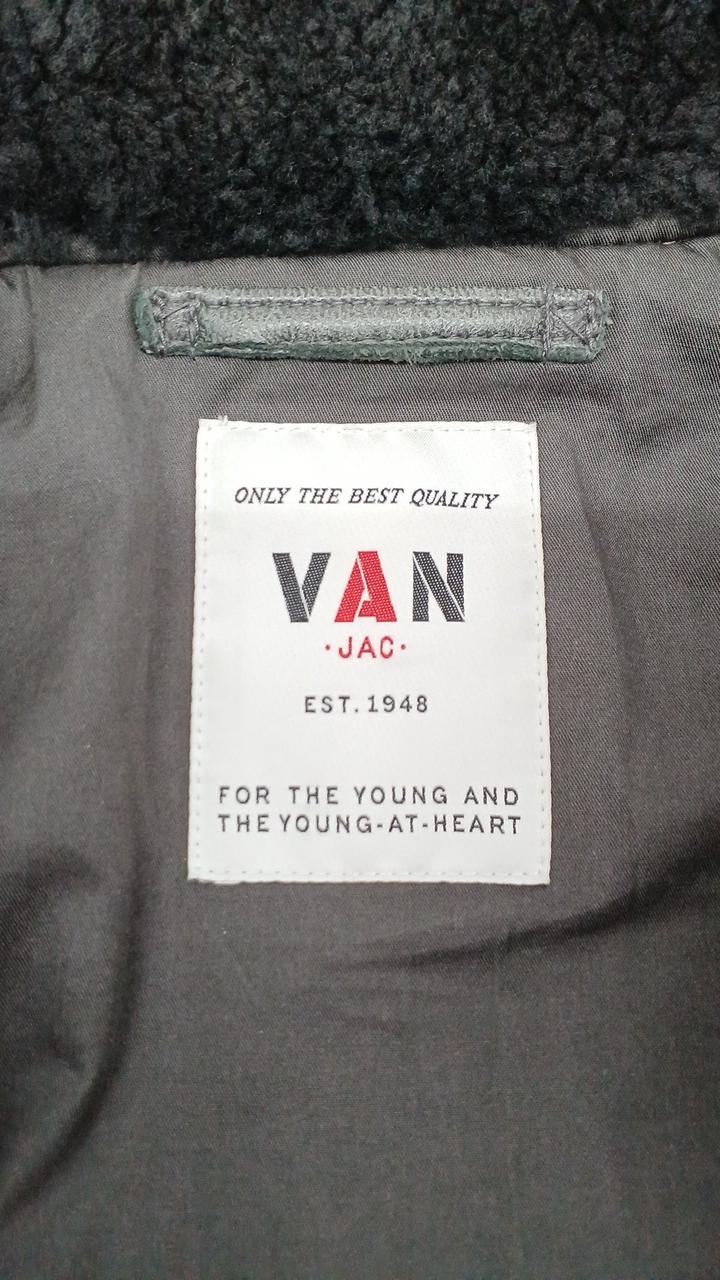 ONLY THE BEST QUALITY
VAN
·JAC·
EST. 1948
FOR THE YOUNG AND
THE YOUNG-AT-HEART